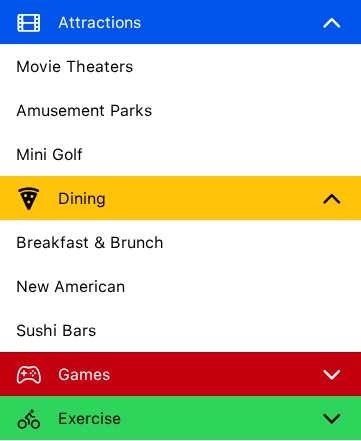 Attractions
Movie Theaters
Amusement Parks
Mini Golf
Dining
Breakfast & Brunch
New American
Sushi Bars
Games
Exercise